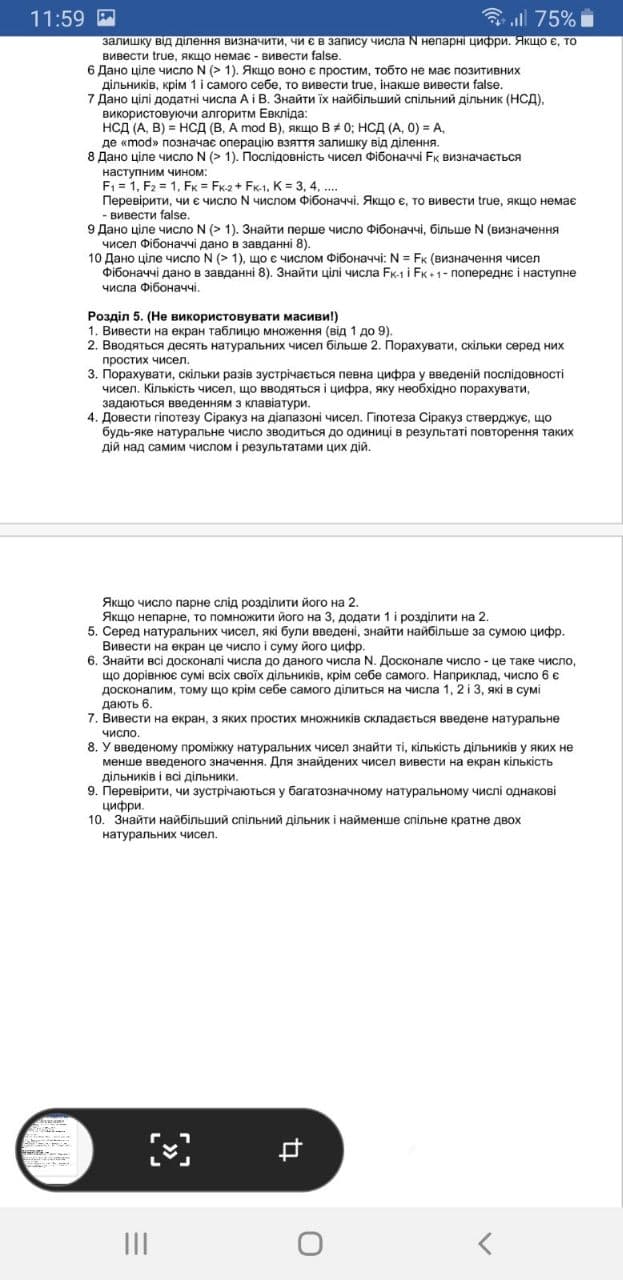 11:59
75%
залишку від ділення визначити, чи є в запису числа N непарні цифри. Якщо є, то
вивести true, якщо немає - вивести false.
6 Дано ціле число N (> 1). Якщо воно є простим, тобто не має позитивних
дільників, крім 1 і самого себе, то вивести true, інакше вивести false.
7 Дано цілі додатні числа A і B. Знайти їх найбільший спільний дільник (НСД),
використовуючи алгоритм Евкліда:
НСД (A, B) = НСД (B, A mod B), якщо B ≠ 0; НСД (A, 0) = A,
де «mod» позначає операцію взяття залишку від ділення.
8 Дано ціле число N (> 1). Послідовність чисел Фібоначчі Fк визначається
наступним чином:
F₁ = 1, F₂ = 1, Fк = Fк-2 + Fк-1, K = 3, 4, ....
Перевірити, чи є число N числом Фібоначчі. Якщо є, то вивести true, якщо немає
- вивести false.
9 Дано ціле число N (> 1). Знайти перше число Фібоначчі, більше N (визначення
чисел Фібоначчі дано в завданні 8).
10 Дано ціле число N (> 1), що є числом Фібоначчі: N = Fк (визначення чисел
Фібоначчі дано в завданні 8). Знайти цілі числа Fк-1 і Fк+1 - попереднє і наступне
числа Фібоначчі.
Розділ 5. (Не використовувати масиви!)
1. Вивести на екран таблицю множення (від 1 до 9).
2. Вводяться десять натуральних чисел більше 2. Порахувати, скільки серед них
простих чисел.
3. Порахувати, скільки разів зустрічається певна цифра у введеній послідовності
чисел. Кількість чисел, що вводяться і цифра, яку необхідно порахувати,
задаються введенням з клавіатури.
4. Довести гіпотезу Сіракуз на діапазоні чисел. Гіпотеза Сіракуз стверджує, що
будь-яке натуральне число зводиться до одиниці в результаті повторення таких
дій над самим числом і результатами цих дій.
Якщо число парне слід розділити його на 2.
Якщо непарне, то помножити його на 3, додати 1 і розділити на 2.
5. Серед натуральних чисел, які були введені, знайти найбільше за сумою цифр.
Вивести на екран це число і суму його цифр.
6. Знайти всі досконалі числа до даного числа N. Досконале число - це таке число,
що дорівнює сумі всіх своїх дільників, крім себе самого. Наприклад, число 6 є
досконалим, тому що крім себе самого ділиться на числа 1, 2 і 3, які в сумі
дають 6.
7. Вивести на екран, з яких простих множників складається введене натуральне
число.
8. У введеному проміжку натуральних чисел знайти ті, кількість дільників у яких не
менше введеного значення. Для знайдених чисел вивести на екран кількість
дільників і всі дільники.
9. Перевірити, чи зустрічаються у багатозначному натуральному числі однакові
цифри.
10. Знайти найбільший спільний дільник і найменше спільне кратне двох
натуральних чисел.